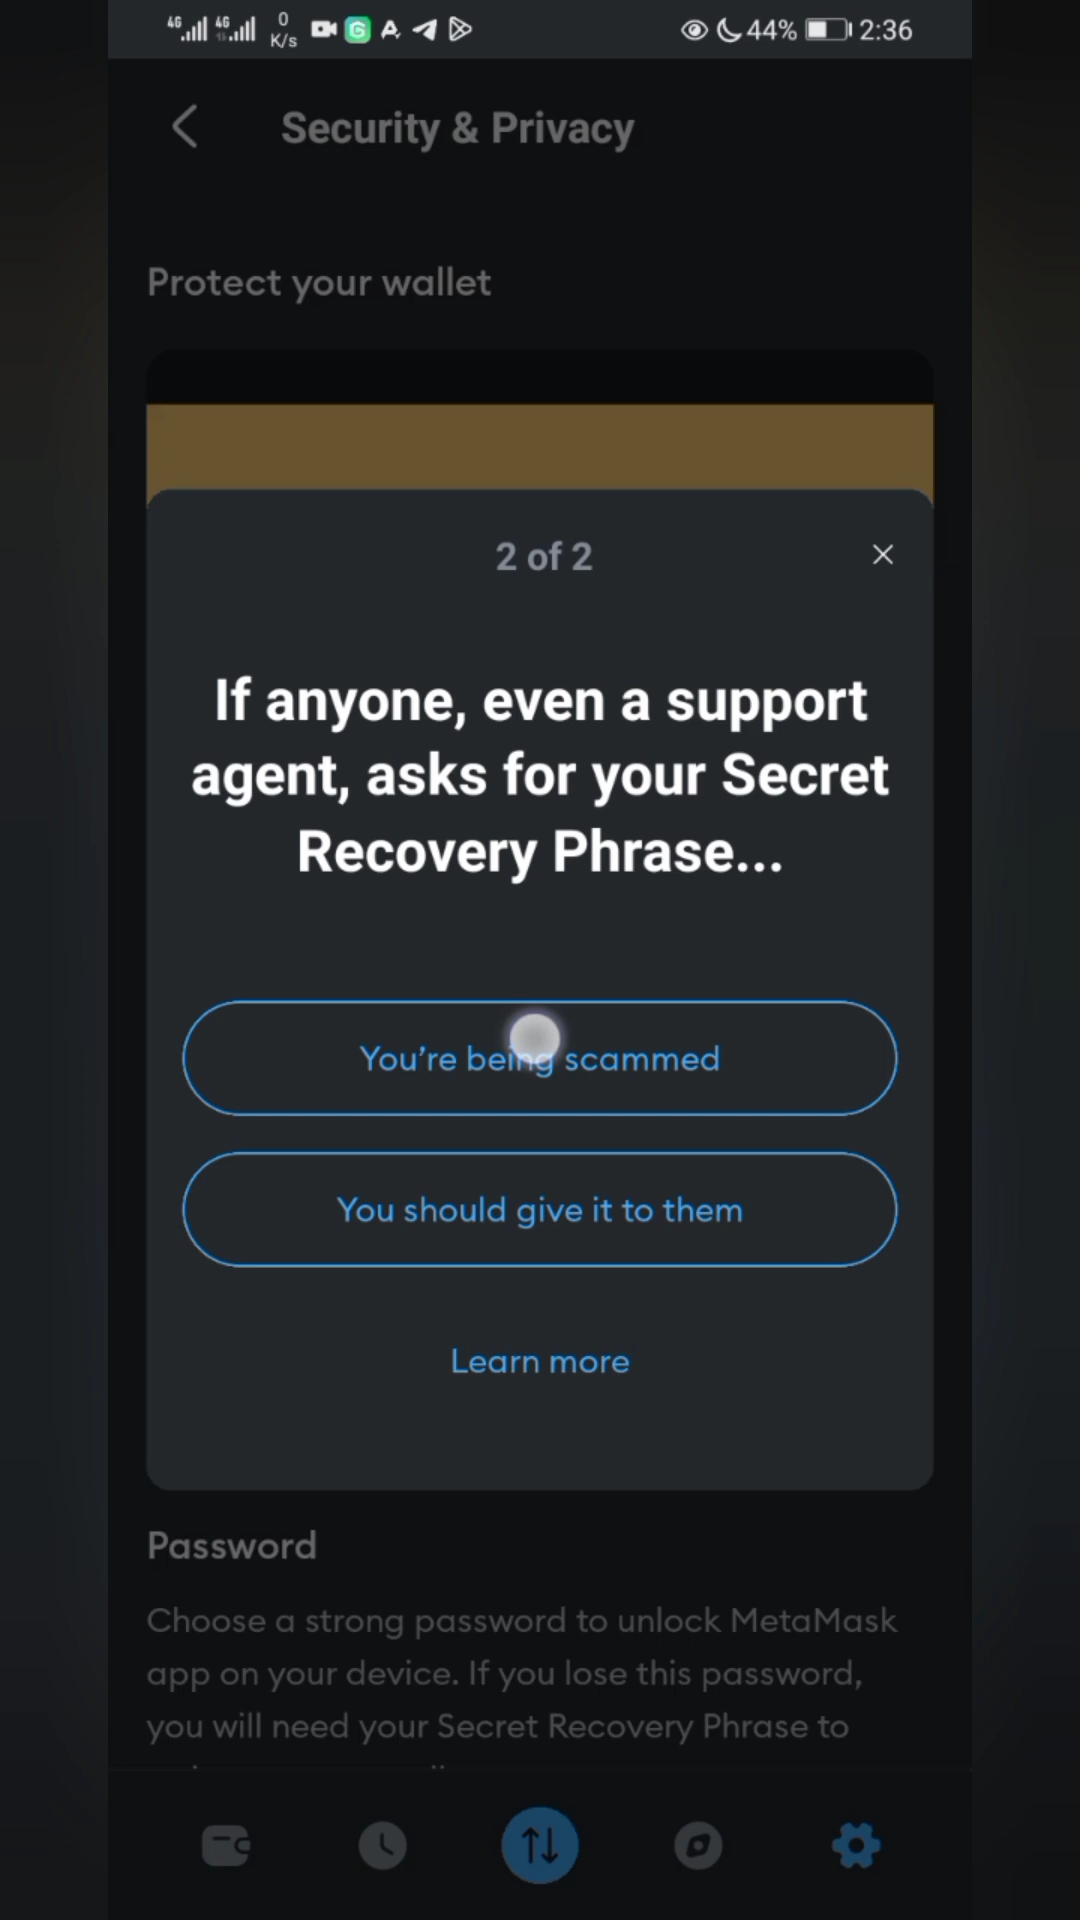 4G 4G 0 K/s 44% 2:36
Security & Privacy
Protect your wallet
2 of 2
If anyone, even a support
agent, asks for your Secret
Recovery Phrase...
You’re being scammed
You should give it to them
Learn more
Password
Choose a strong password to unlock MetaMask
app on your device. If you lose this password,
you will need your Secret Recovery Phrase to